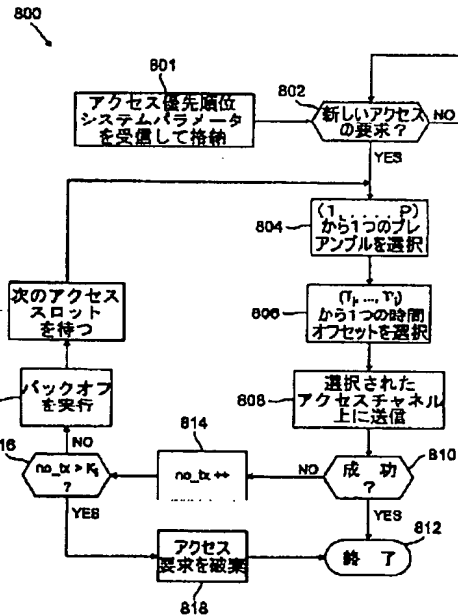 800
801
アクセス優先順位
システムパラメータ
を受信して格納
802
新しいアクセス
の要求?
NO
YES
804
(1, . . . , P)
から1つのプレ
アンブルを選択
806
から1つの時間
オフセットを選択
808
選択された
アクセスチャネル
上に送信
810
成 功
?
NO
YES
812
終 了
814
no_tx ++
16
no_tx >
?
NO
YES
バックオフ
を実行
次のアクセス
スロット
を待つ
アクセス
要求を破棄
818